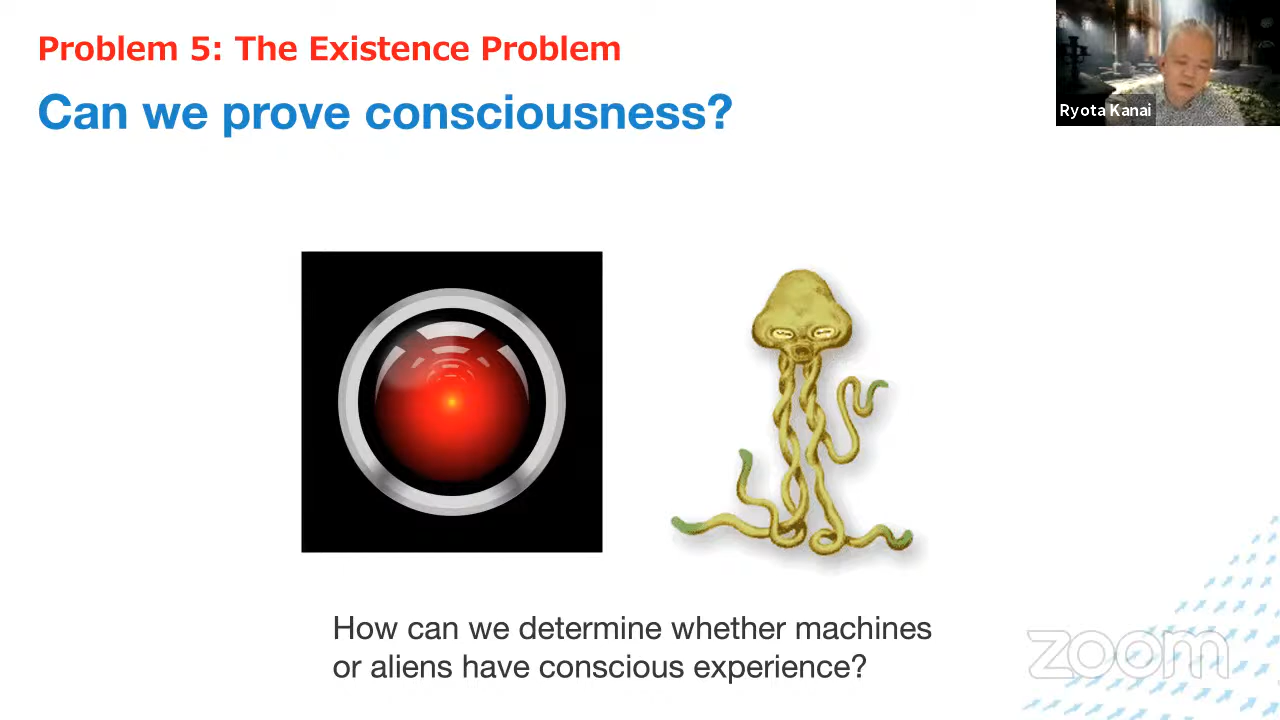 Problem 5: The Existence Problem
Can we prove consciousness?
Ryota Kanai
How can we determine whether machines
or aliens have conscious experience?
zoom